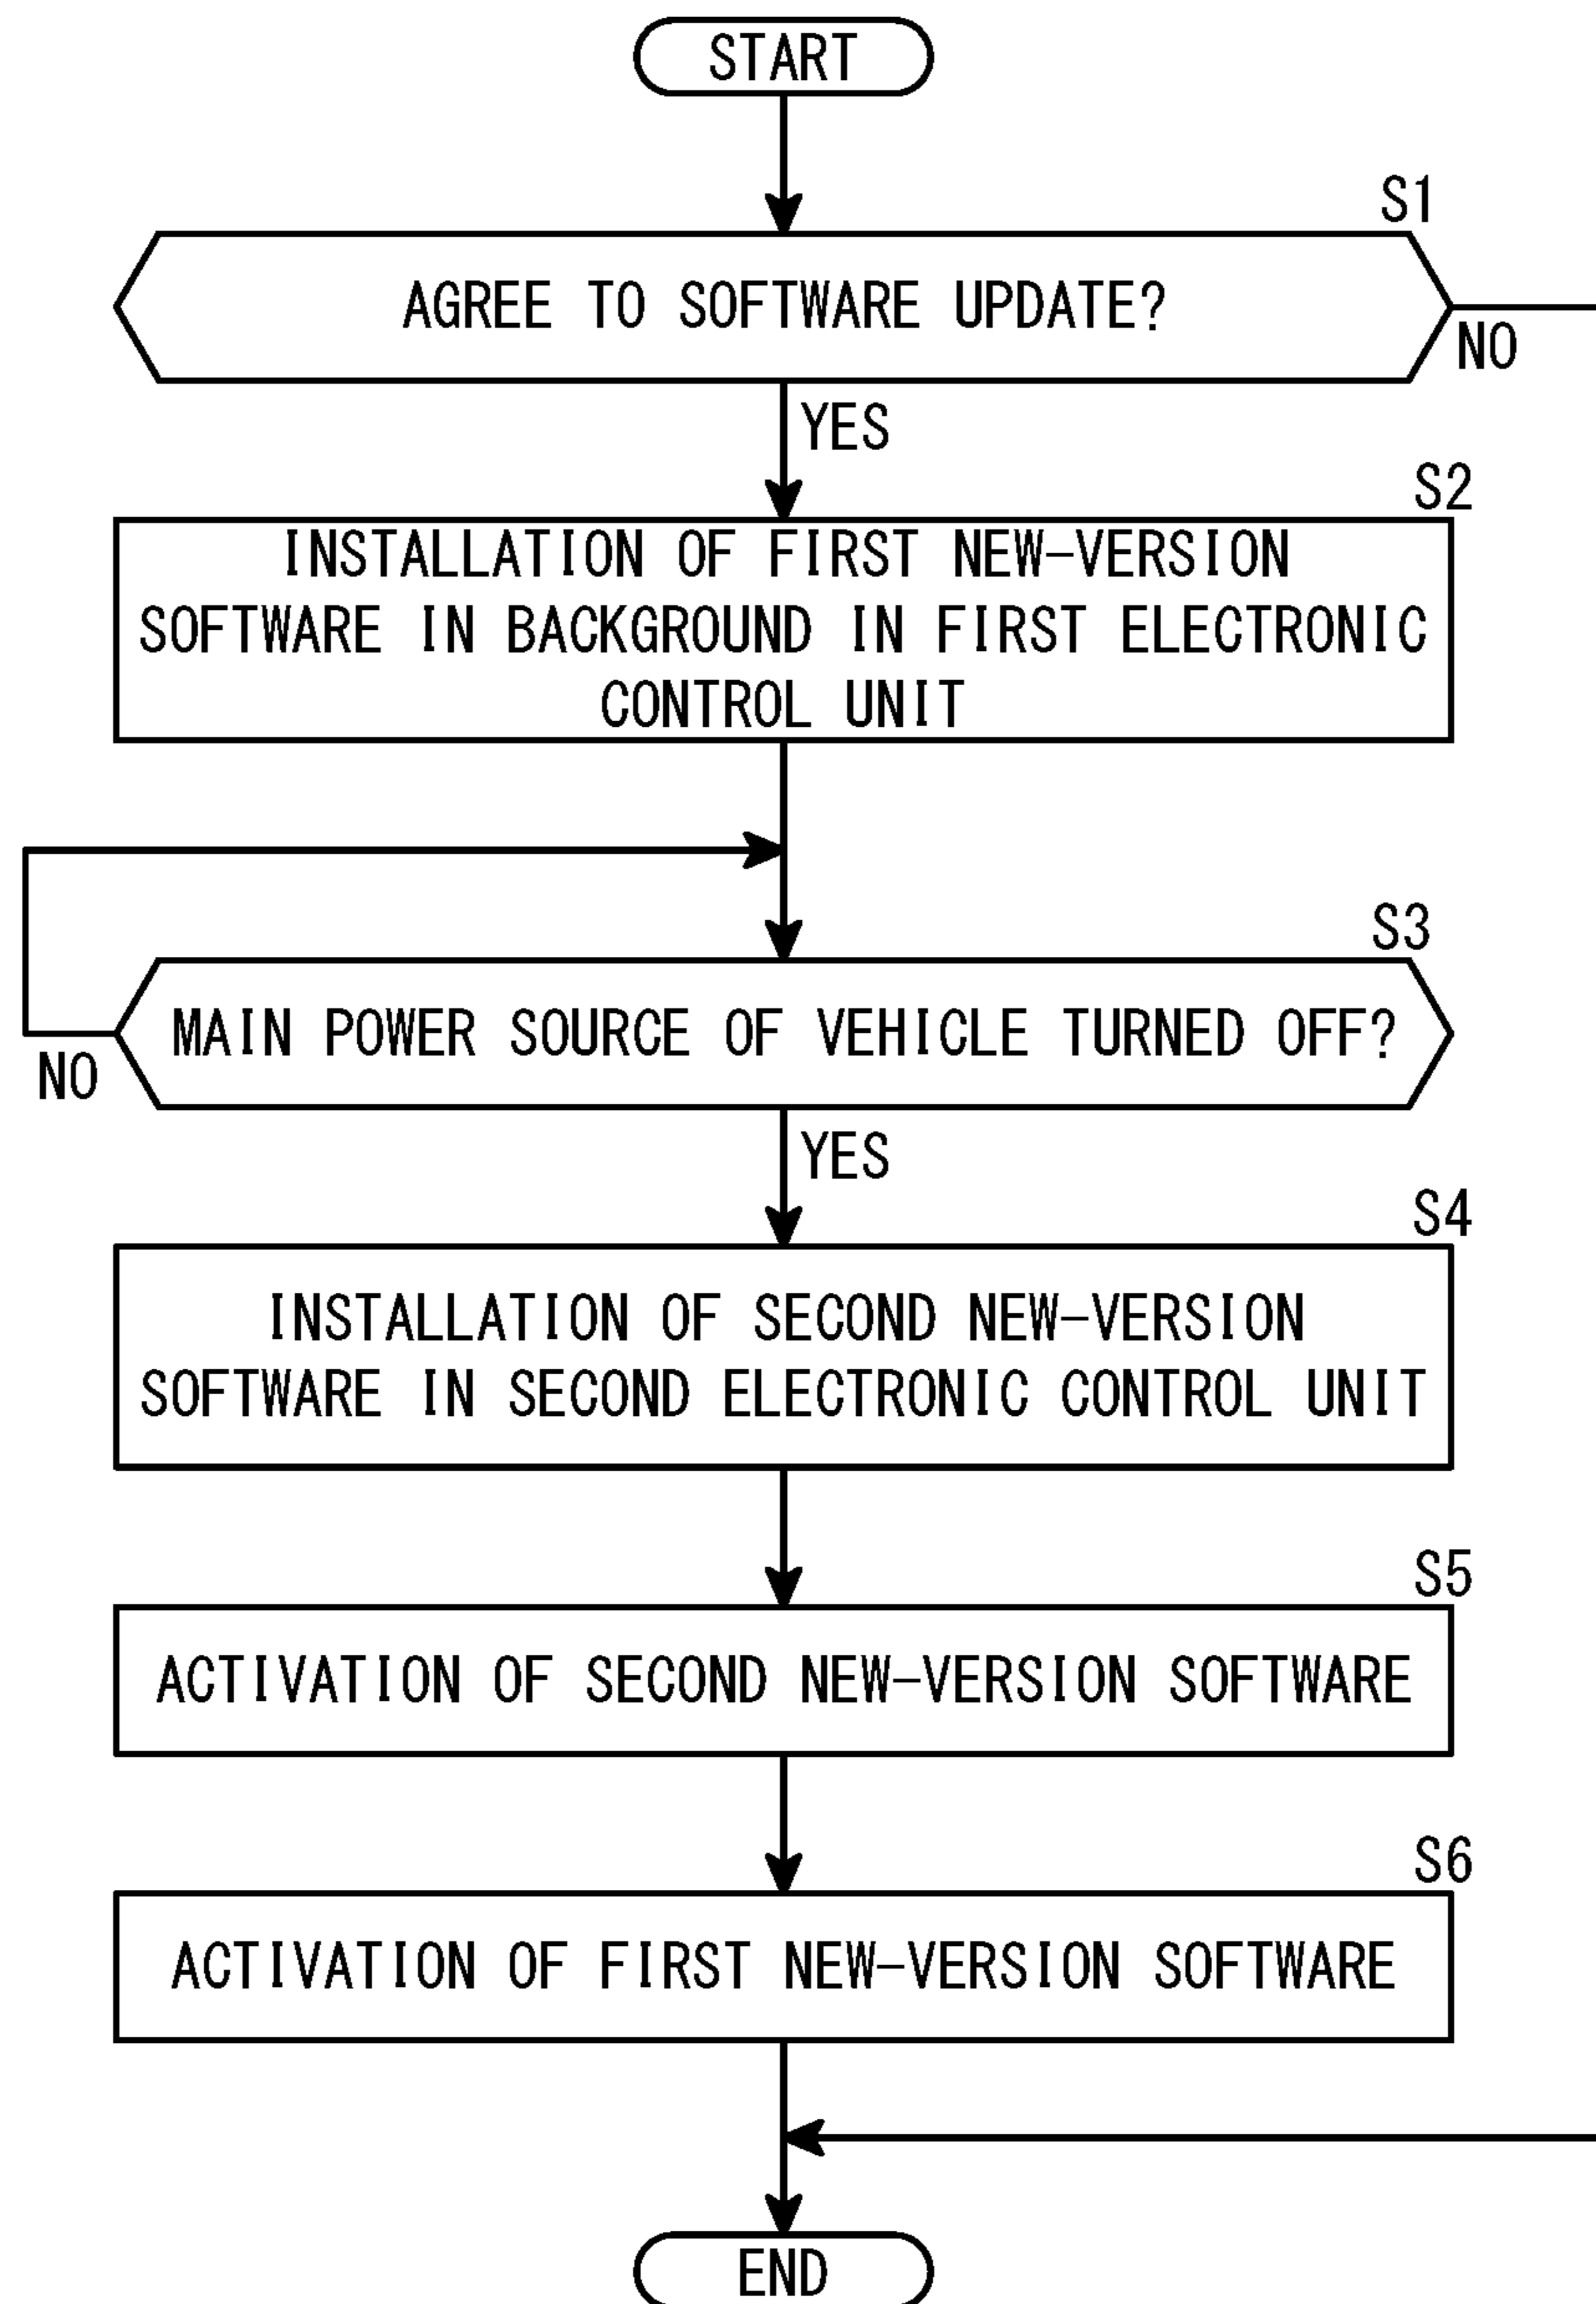 START
S1
AGREE TO SOFTWARE UPDATE?
NO
YES
S2
INSTALLATION OF FIRST NEW-VERSION
SOFTWARE IN BACKGROUND IN FIRST ELECTRONIC
CONTROL UNIT
S3
MAIN POWER SOURCE OF VEHICLE TURNED OFF?
NO
YES
S4
INSTALLATION OF SECOND NEW-VERSION
SOFTWARE IN SECOND ELECTRONIC CONTROL UNIT
S5
ACTIVATION OF SECOND NEW-VERSION SOFTWARE
S6
ACTIVATION OF FIRST NEW-VERSION SOFTWARE
END